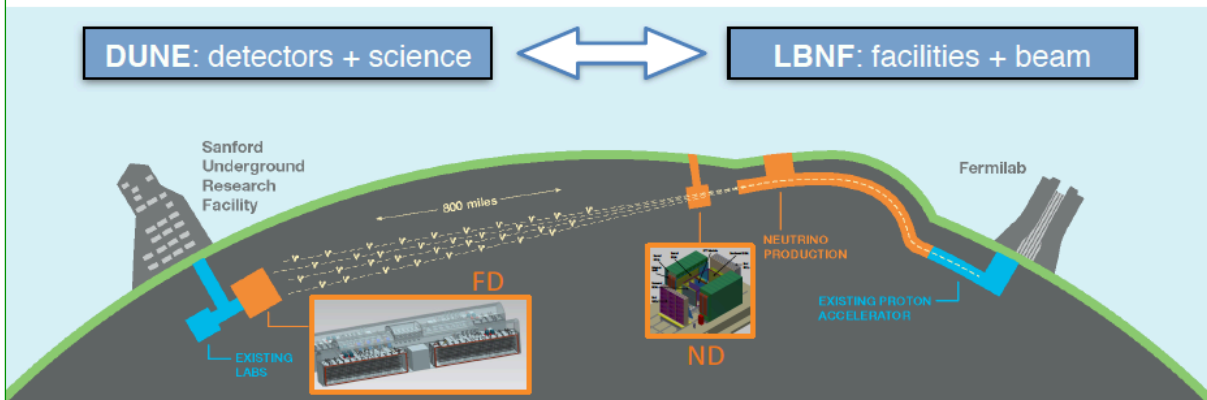 DUNE: detectors + science
LBNF: facilities + beam
Sanford
Underground
Research
Facility
Fermilab
800 miles
NEUTRINO
PRODUCTION
FD
EXISTING PROTON
ACCELERATOR
ND
EXISTING
LABS